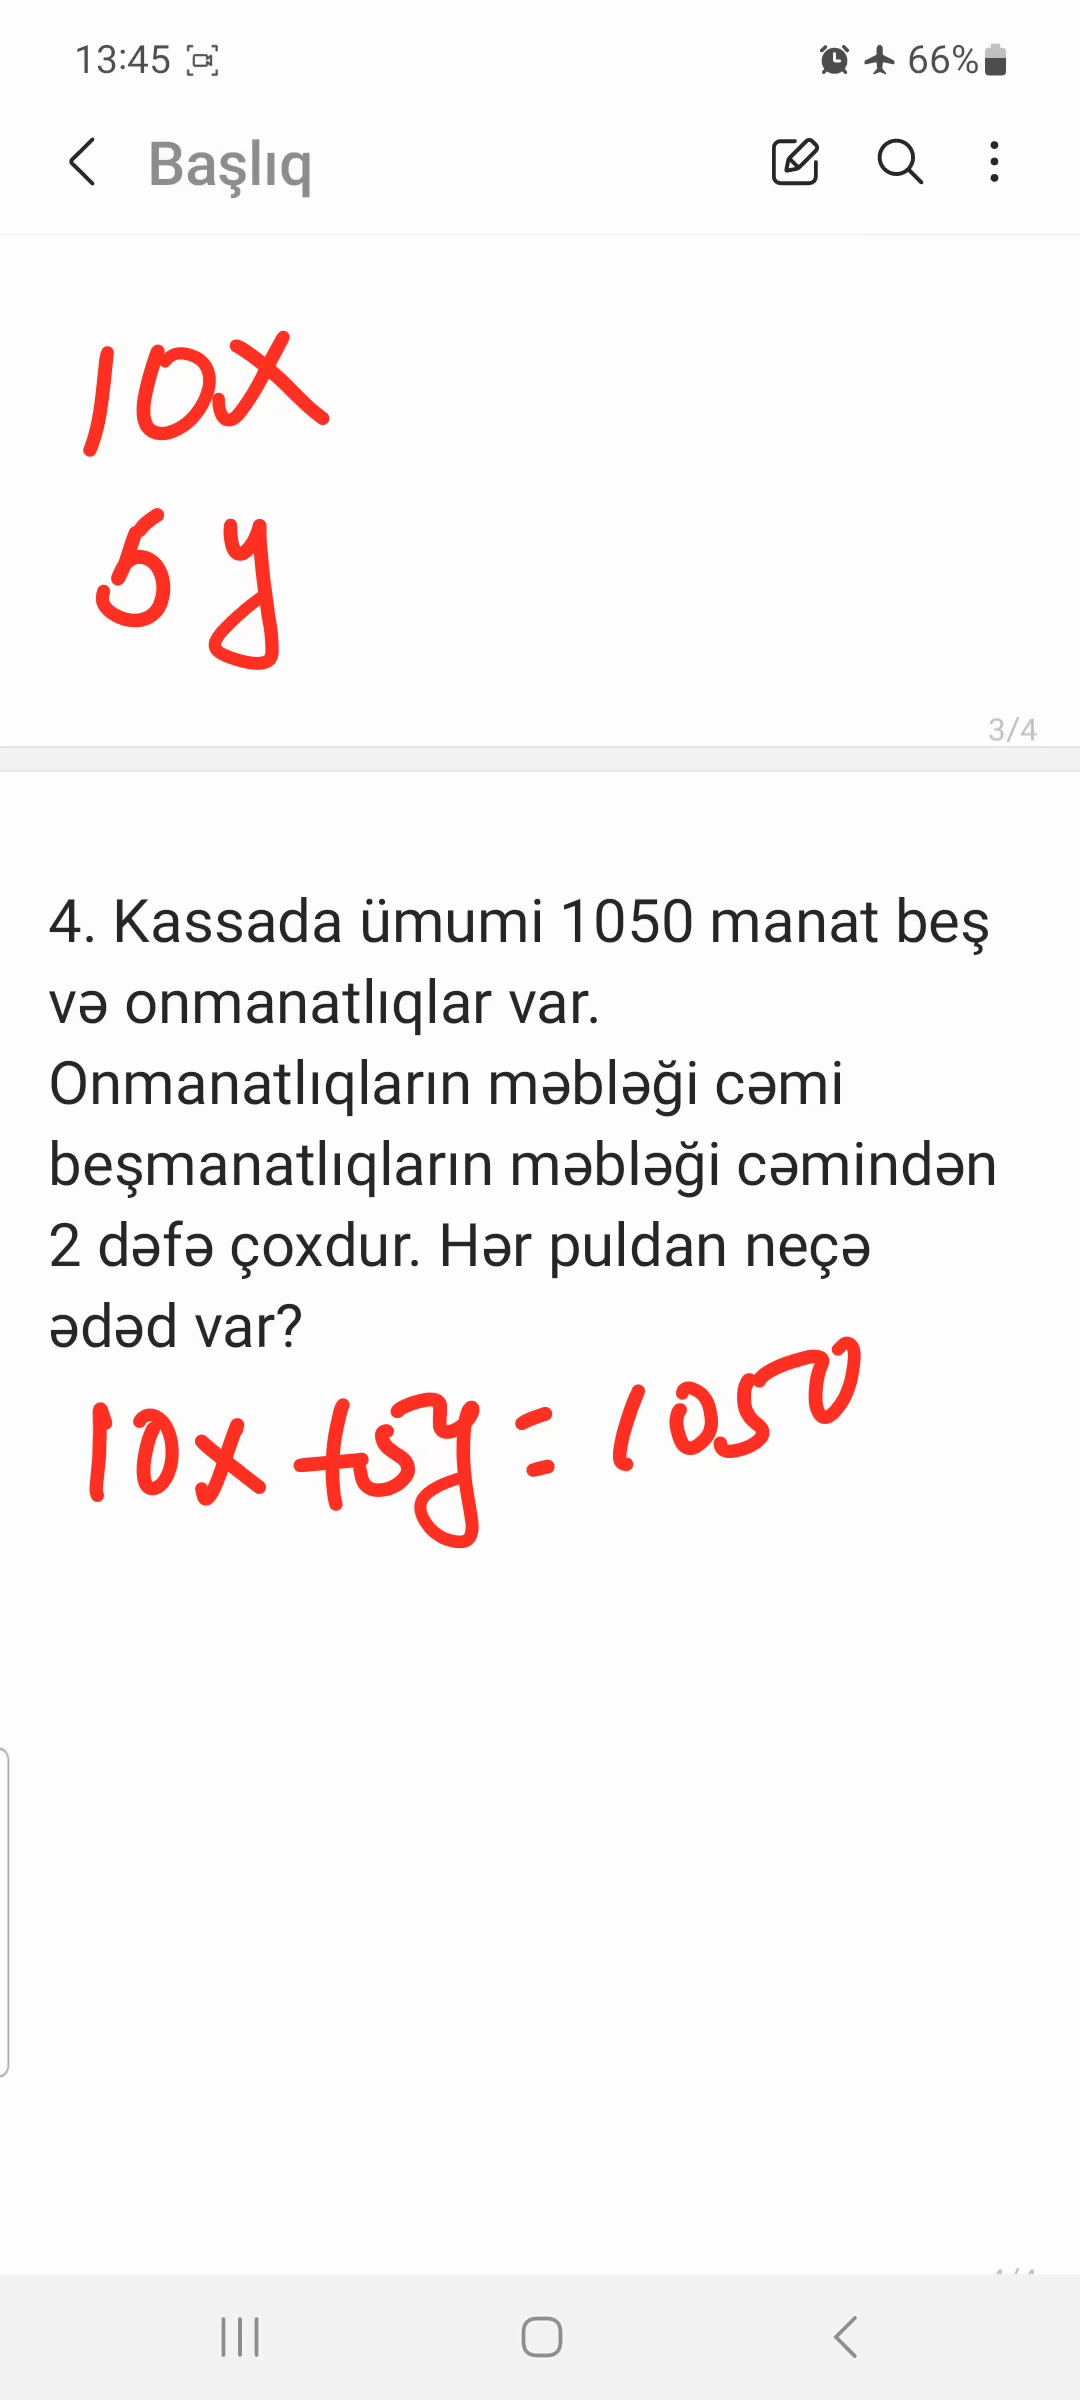 13:45 66%
Başlıq
10x
5y
3/4
4. Kassada ümumi 1050 manat beş
və onmanatlıqlar var.
Onmanatlıqların məbləği cəmi
beşmanatlıqların məbləği cəmindən
2 dəfə çoxdur. Hər puldan neçə
ədəd var?
10x+5y=1050